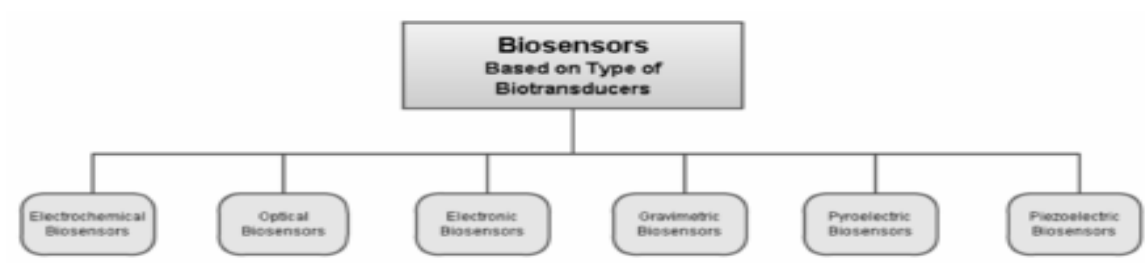 Biosensors
Based on Type of
Biotransducers
Electrochemical
Biosensors
Optical
Biosensors
Electronic
Biosensors
Gravimetric
Biosensors
Pyroelectric
Biosensors
Piezoelectric
Biosensors